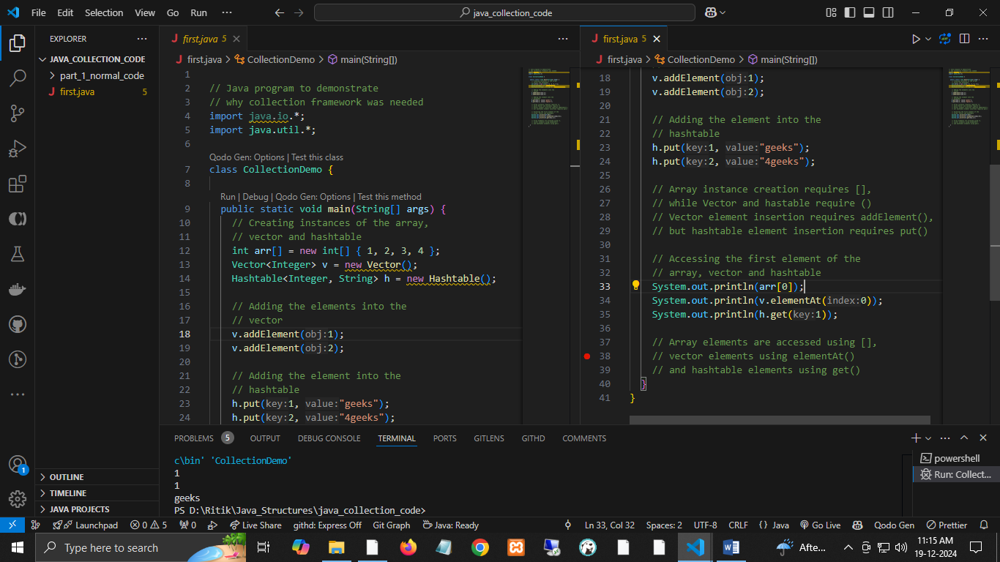 File Edit Selection View Go Run ··· java_collection_code
EXPLORER ···
JAVA_COLLECTION_CODE
part_1_normal_code
J first.java 5
OUTLINE
TIMELINE
JAVA PROJECTS
J first.java 5
J first.java > CollectionDemo > main(String[])
1
2 // Java program to demonstrate
3 // why collection framework was needed
4 import java.io.*;
5 import java.util.*;
6
Qodo Gen: Options | Test this class
7 class CollectionDemo {
8
Run | Debug | Qodo Gen: Options | Test this method
9 public static void main(String[] args) {
10 // Creating instances of the array,
11 // vector and hashtable
12 int arr[] = new int[] { 1, 2, 3, 4 };
13 Vector<Integer> v = new Vector();
14 Hashtable<Integer, String> h = new Hashtable();
15
16 // Adding the elements into the
17 // vector
18 v.addElement(obj:1);
19 v.addElement(obj:2);
20
21 // Adding the element into the
22 // hashtable
23 h.put(key:1, value:"geeks");
24 h.put(key:2, value:"4geeks");
J first.java 5
J first.java > CollectionDemo > main(String[])
18 v.addElement(obj:1);
19 v.addElement(obj:2);
20
21 // Adding the element into the
22 // hashtable
23 h.put(key:1, value:"geeks");
24 h.put(key:2, value:"4geeks");
25
26 // Array instance creation requires [],
27 // while Vector and hastable require ()
28 // Vector element insertion requires addElement(),
29 // but hashtable element insertion requires put()
30
31 // Accessing the first element of the
32 // array, vector and hashtable
33 System.out.println(arr[0]);
34 System.out.println(v.elementAt(index:0));
35 System.out.println(h.get(key:1));
36
37 // Array elements are accessed using [],
38 // vector elements using elementAt()
39 // and hashtable elements using get()
40 }
41 }
PROBLEMS 5 OUTPUT DEBUG CONSOLE TERMINAL PORTS GITLENS GITHD COMMENTS
c\bin' 'CollectionDemo'
1
1
geeks
PS D:\Ritik\Java_Structures\java_collection_code>
powershell
Run: Collect...
1
Launchpad 0 5 0 Live Share githd: Express Off Git Graph Java: Ready Ln 33, Col 32 Spaces: 2 UTF-8 CRLF {} Java Go Live Qodo Gen Prettier
Type here to search
Afte...
11:15 AM
19-12-2024